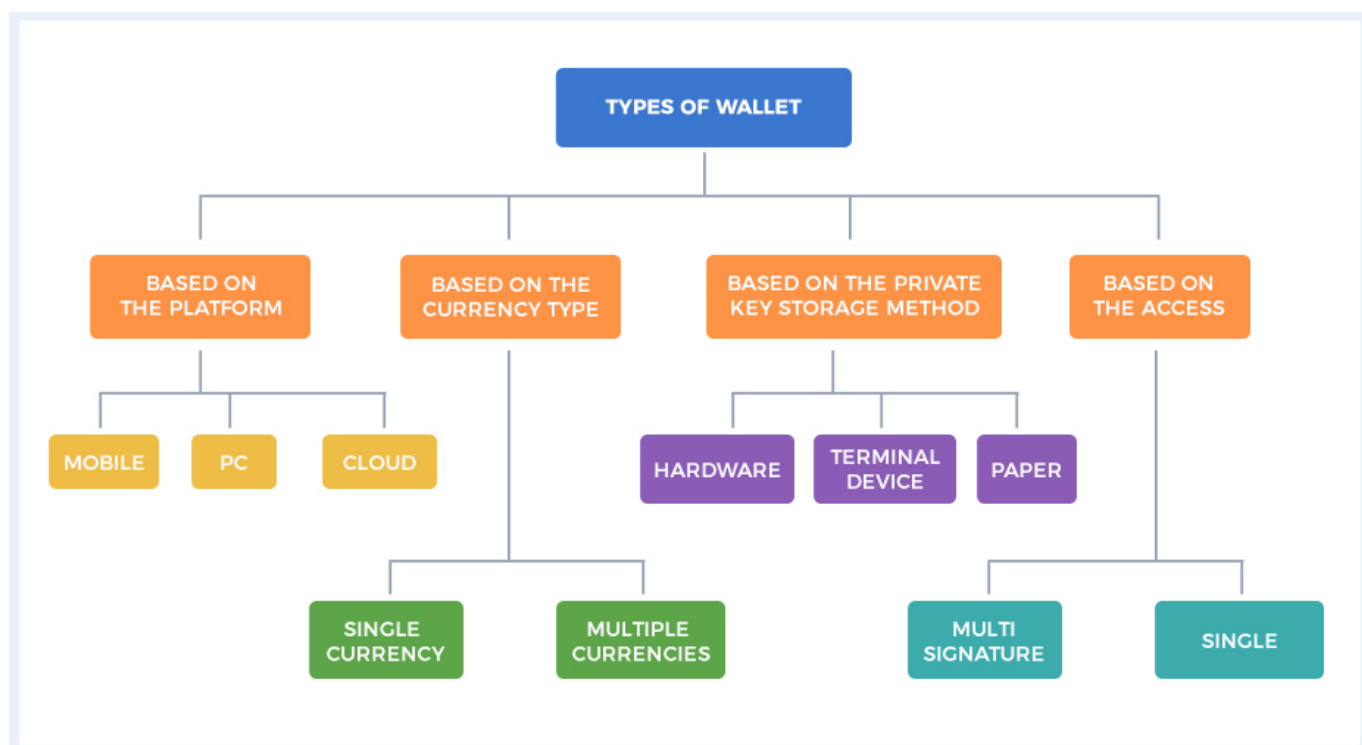 TYPES OF WALLET
BASED ON
THE PLATFORM
BASED ON THE
CURRENCY TYPE
BASED ON THE PRIVATE
KEY STORAGE METHOD
BASED ON
THE ACCESS
MOBILE
PC
CLOUD
HARDWARE
TERMINAL
DEVICE
PAPER
SINGLE
CURRENCY
MULTIPLE
CURRENCIES
MULTI
SIGNATURE
SINGLE